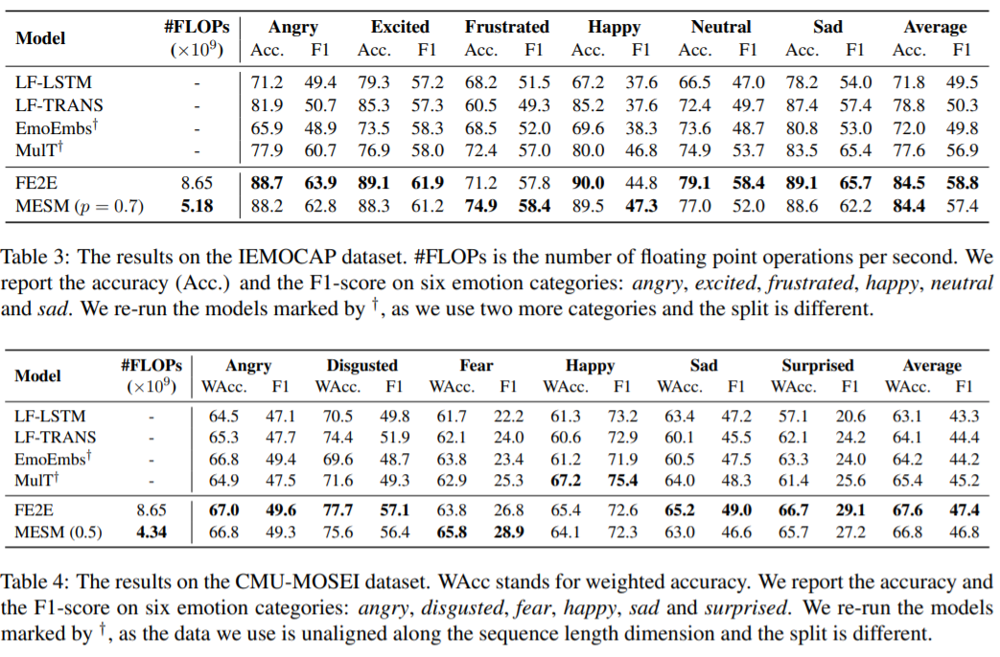 Model #FLOPs Angry Excited Frustrated Happy Neutral Sad Average
(×10⁹) Acc. F1 Acc. F1 Acc. F1 Acc. F1 Acc. F1 Acc. F1 Acc. F1
LF-LSTM - 71.2 49.4 79.3 57.2 68.2 51.5 67.2 37.6 66.5 47.0 78.2 54.0 71.8 49.5
LF-TRANS - 81.9 50.7 85.3 57.3 60.5 49.3 85.2 37.6 72.4 49.7 87.4 57.4 78.8 50.3
EmoEmbs† - 65.9 48.9 73.5 58.3 68.5 52.0 69.6 38.3 73.6 48.7 80.8 53.0 72.0 49.8
MulT† - 77.9 60.7 76.9 58.0 72.4 57.0 80.0 46.8 74.9 53.7 83.5 65.4 77.6 56.9
FE2E 8.65 88.7 63.9 89.1 61.9 71.2 57.8 90.0 44.8 79.1 58.4 89.1 65.7 84.5 58.8
MESM (p = 0.7) 5.18 88.2 62.8 88.3 61.2 74.9 58.4 89.5 47.3 77.0 52.0 88.6 62.2 84.4 57.4
Table 3: The results on the IEMOCAP dataset. #FLOPs is the number of floating point operations per second. We
report the accuracy (Acc.) and the F1-score on six emotion categories: angry, excited, frustrated, happy, neutral
and sad. We re-run the models marked by †, as we use two more categories and the split is different.
Model #FLOPs Angry Disgusted Fear Happy Sad Surprised Average
(×10⁹) WAcc. F1 WAcc. F1 WAcc. F1 WAcc. F1 WAcc. F1 WAcc. F1 WAcc. F1
LF-LSTM - 64.5 47.1 70.5 49.8 61.7 22.2 61.3 73.2 63.4 47.2 57.1 20.6 63.1 43.3
LF-TRANS - 65.3 47.7 74.4 51.9 62.1 24.0 60.6 72.9 60.1 45.5 62.1 24.2 64.1 44.4
EmoEmbs† - 66.8 49.4 69.6 48.7 63.8 23.4 61.2 71.9 60.5 47.5 63.3 24.0 64.2 44.2
MulT† - 64.9 47.5 71.6 49.3 62.9 25.3 67.2 75.4 64.0 48.3 61.4 25.6 65.4 45.2
FE2E 8.65 67.0 49.6 77.7 57.1 63.8 26.8 65.4 72.6 65.2 49.0 66.7 29.1 67.6 47.4
MESM (0.5) 4.34 66.8 49.3 75.6 56.4 65.8 28.9 64.1 72.3 63.0 46.6 65.7 27.2 66.8 46.8
Table 4: The results on the CMU-MOSEI dataset. WAcc stands for weighted accuracy. We report the accuracy and
the F1-score on six emotion categories: angry, disgusted, fear, happy, sad and surprised. We re-run the models
marked by †, as the data we use is unaligned along the sequence length dimension and the split is different.